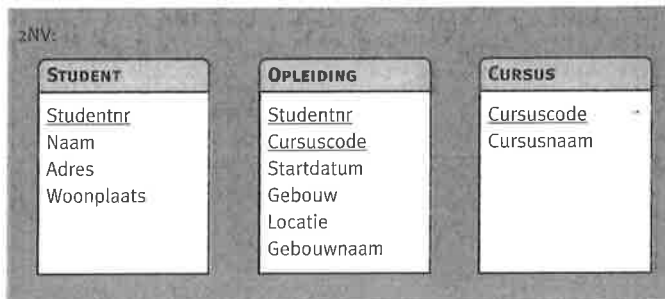 2NV:
STUDENT
Studentnr
Naam
Adres
Woonplaats
OPLEIDING
Studentnr
Cursuscode
Startdatum
Gebouw
Locatie
Gebouwnaam
CURSUS
Cursuscode
Cursusnaam